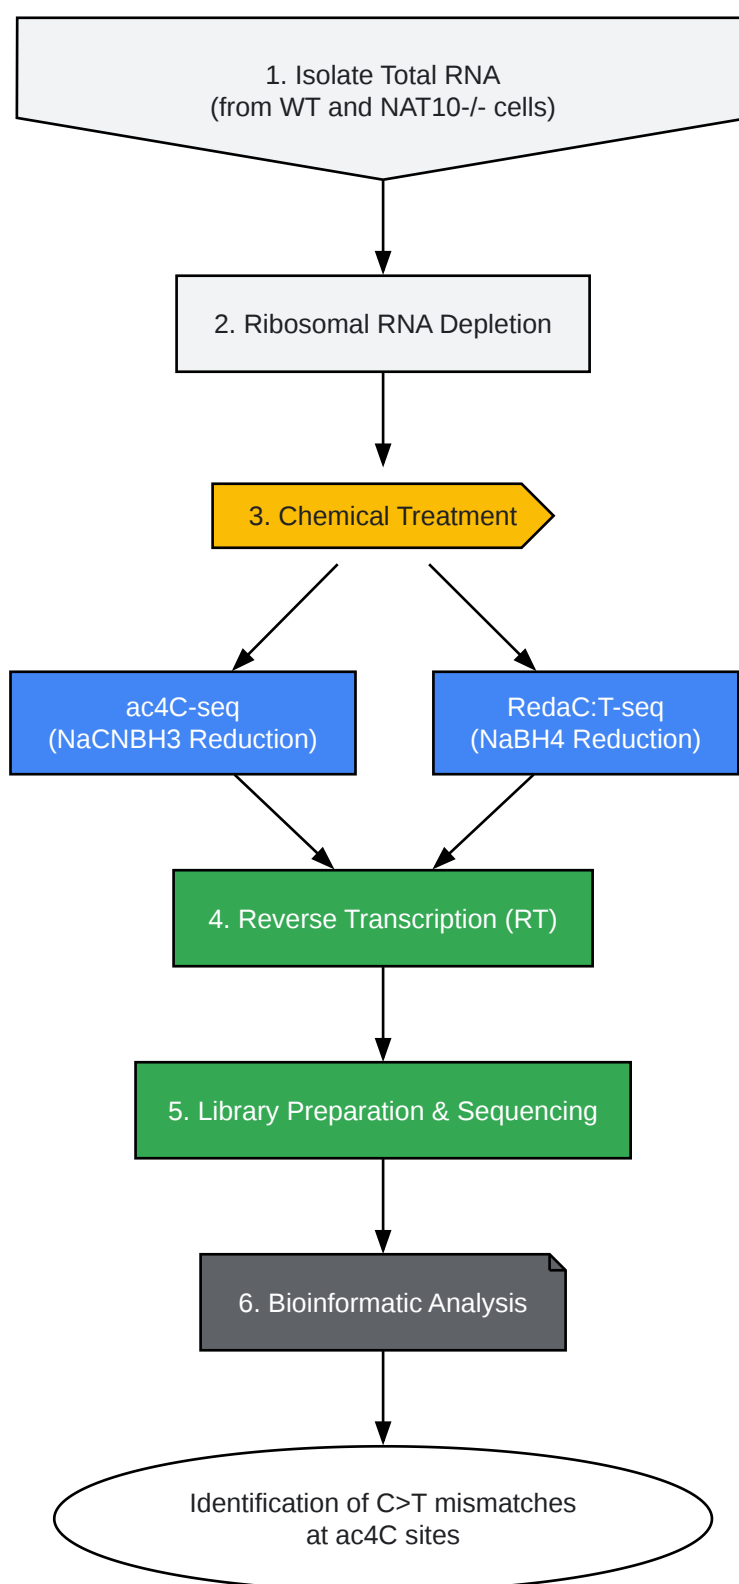 1. Isolate Total RNA
(from WT and NAT10-/- cells)
2. Ribosomal RNA Depletion
3. Chemical Treatment
ac4C-seq
(NaCNBH3 Reduction)
RedaC:T-seq
(NaBH4 Reduction)
4. Reverse Transcription (RT)
5. Library Preparation & Sequencing
6. Bioinformatic Analysis
Identification of C>T mismatches
at ac4C sites